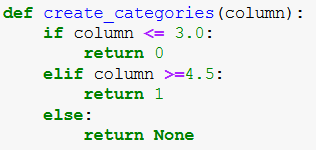 def create_categories(column):
    if column <= 3.0:
        return 0
    elif column >=4.5:
        return 1
    else:
        return None